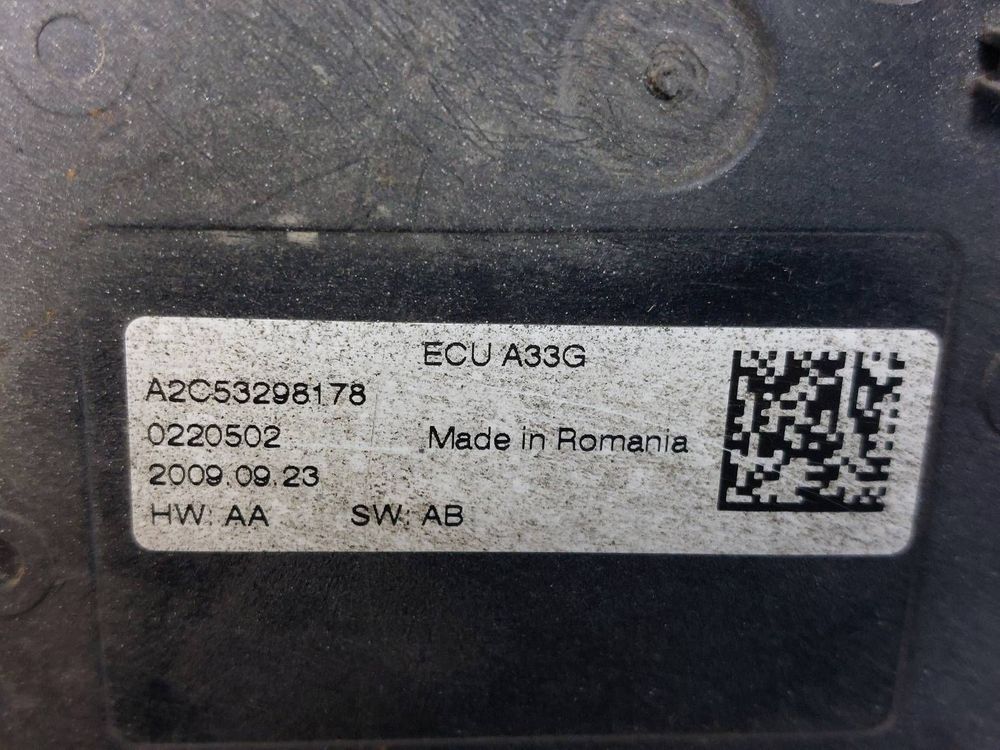 ECU A33G
A2C53298178
0220502 Made in Romania
2009.09.23
HW: AA SW: AB